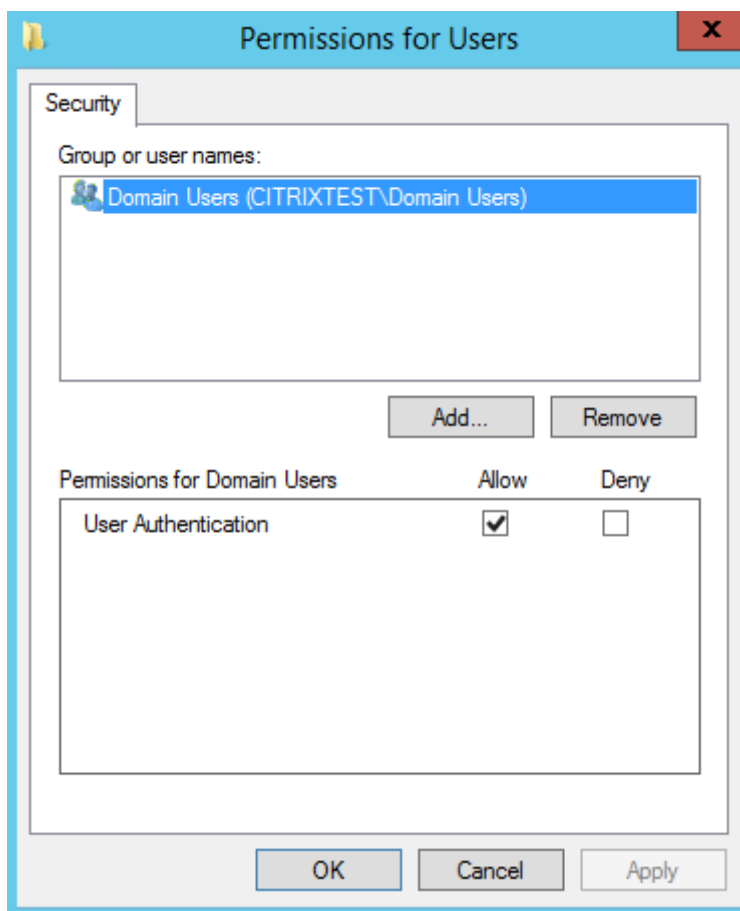 Permissions for Users
x
Security
Group or user names:
Domain Users (CITRIXTEST\Domain Users)
Add...
Remove
Permissions for Domain Users Allow Deny
User Authentication
OK Cancel Apply